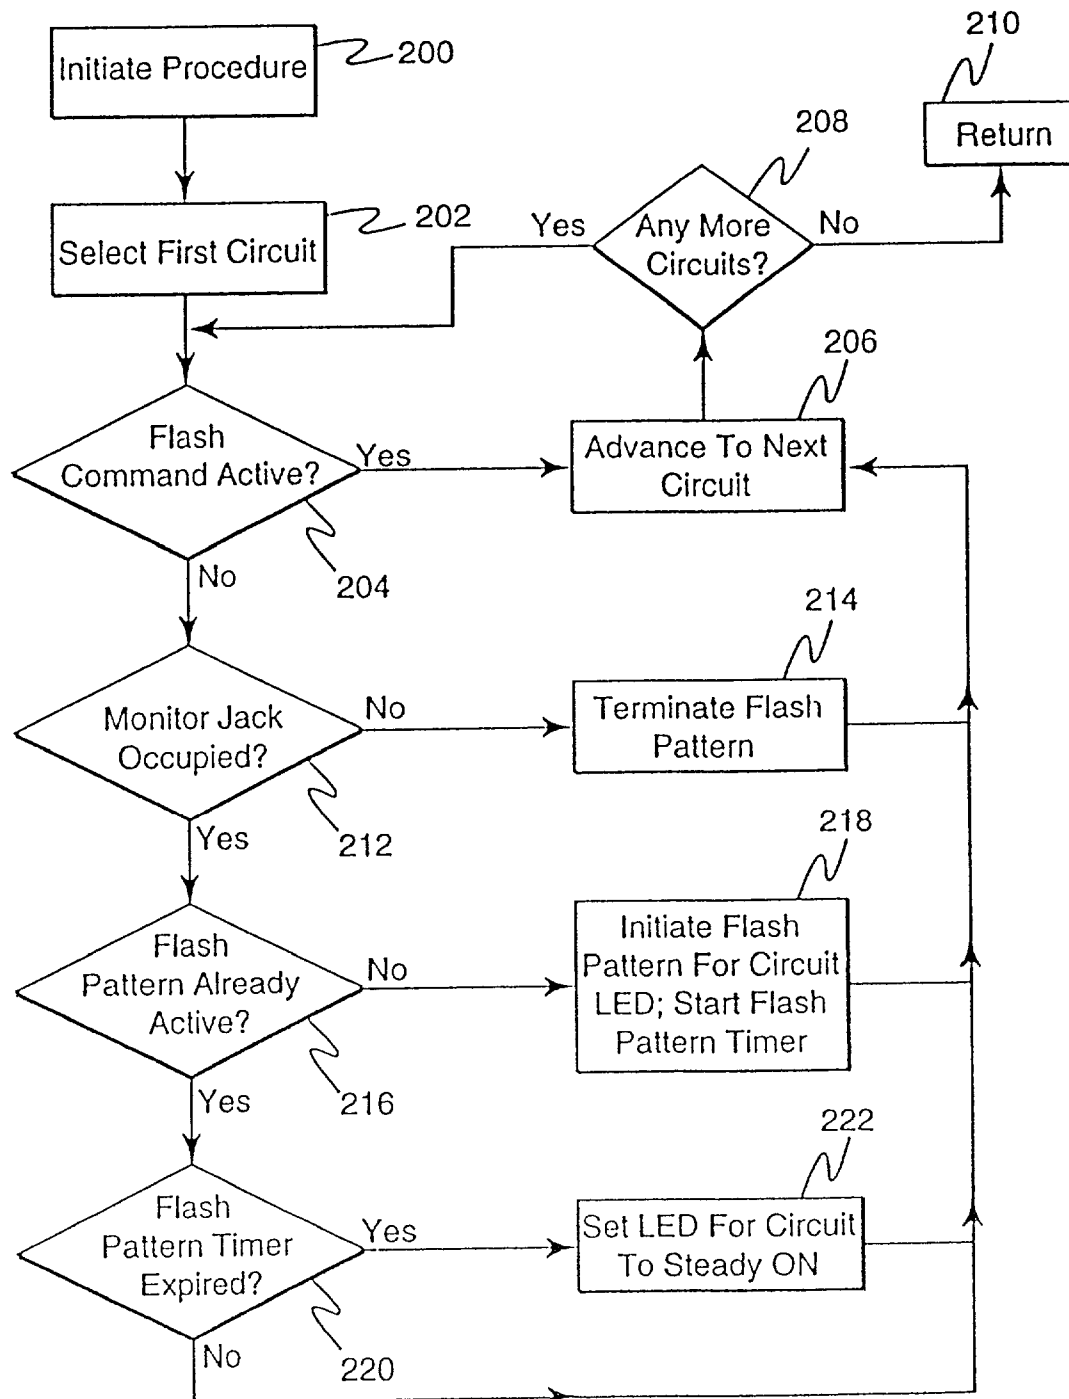 210
Initiate Procedure
200
Return
208
Select First Circuit
202
Yes
Any More
Circuits?
No
206
Flash
Command Active?
Yes
Advance To Next
Circuit
204
No
214
Monitor Jack
Occupied?
No
Terminate Flash
Pattern
212
Yes
218
Flash
Pattern Already
Active?
No
Initiate Flash
Pattern For Circuit
LED; Start Flash
Pattern Timer
216
Yes
222
Flash
Pattern Timer
Expired?
Yes
Set LED For Circuit
To Steady ON
220
No